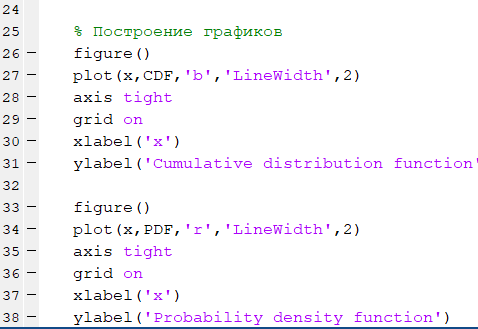 24
25 % Построение графиков
26 – figure()
27 – plot(x,CDF,'b','LineWidth',2)
28 – axis tight
29 – grid on
30 – xlabel('x')
31 – ylabel('Cumulative distribution function'
32
33 – figure()
34 – plot(x,PDF,'r','LineWidth',2)
35 – axis tight
36 – grid on
37 – xlabel('x')
38 – ylabel('Probability density function')